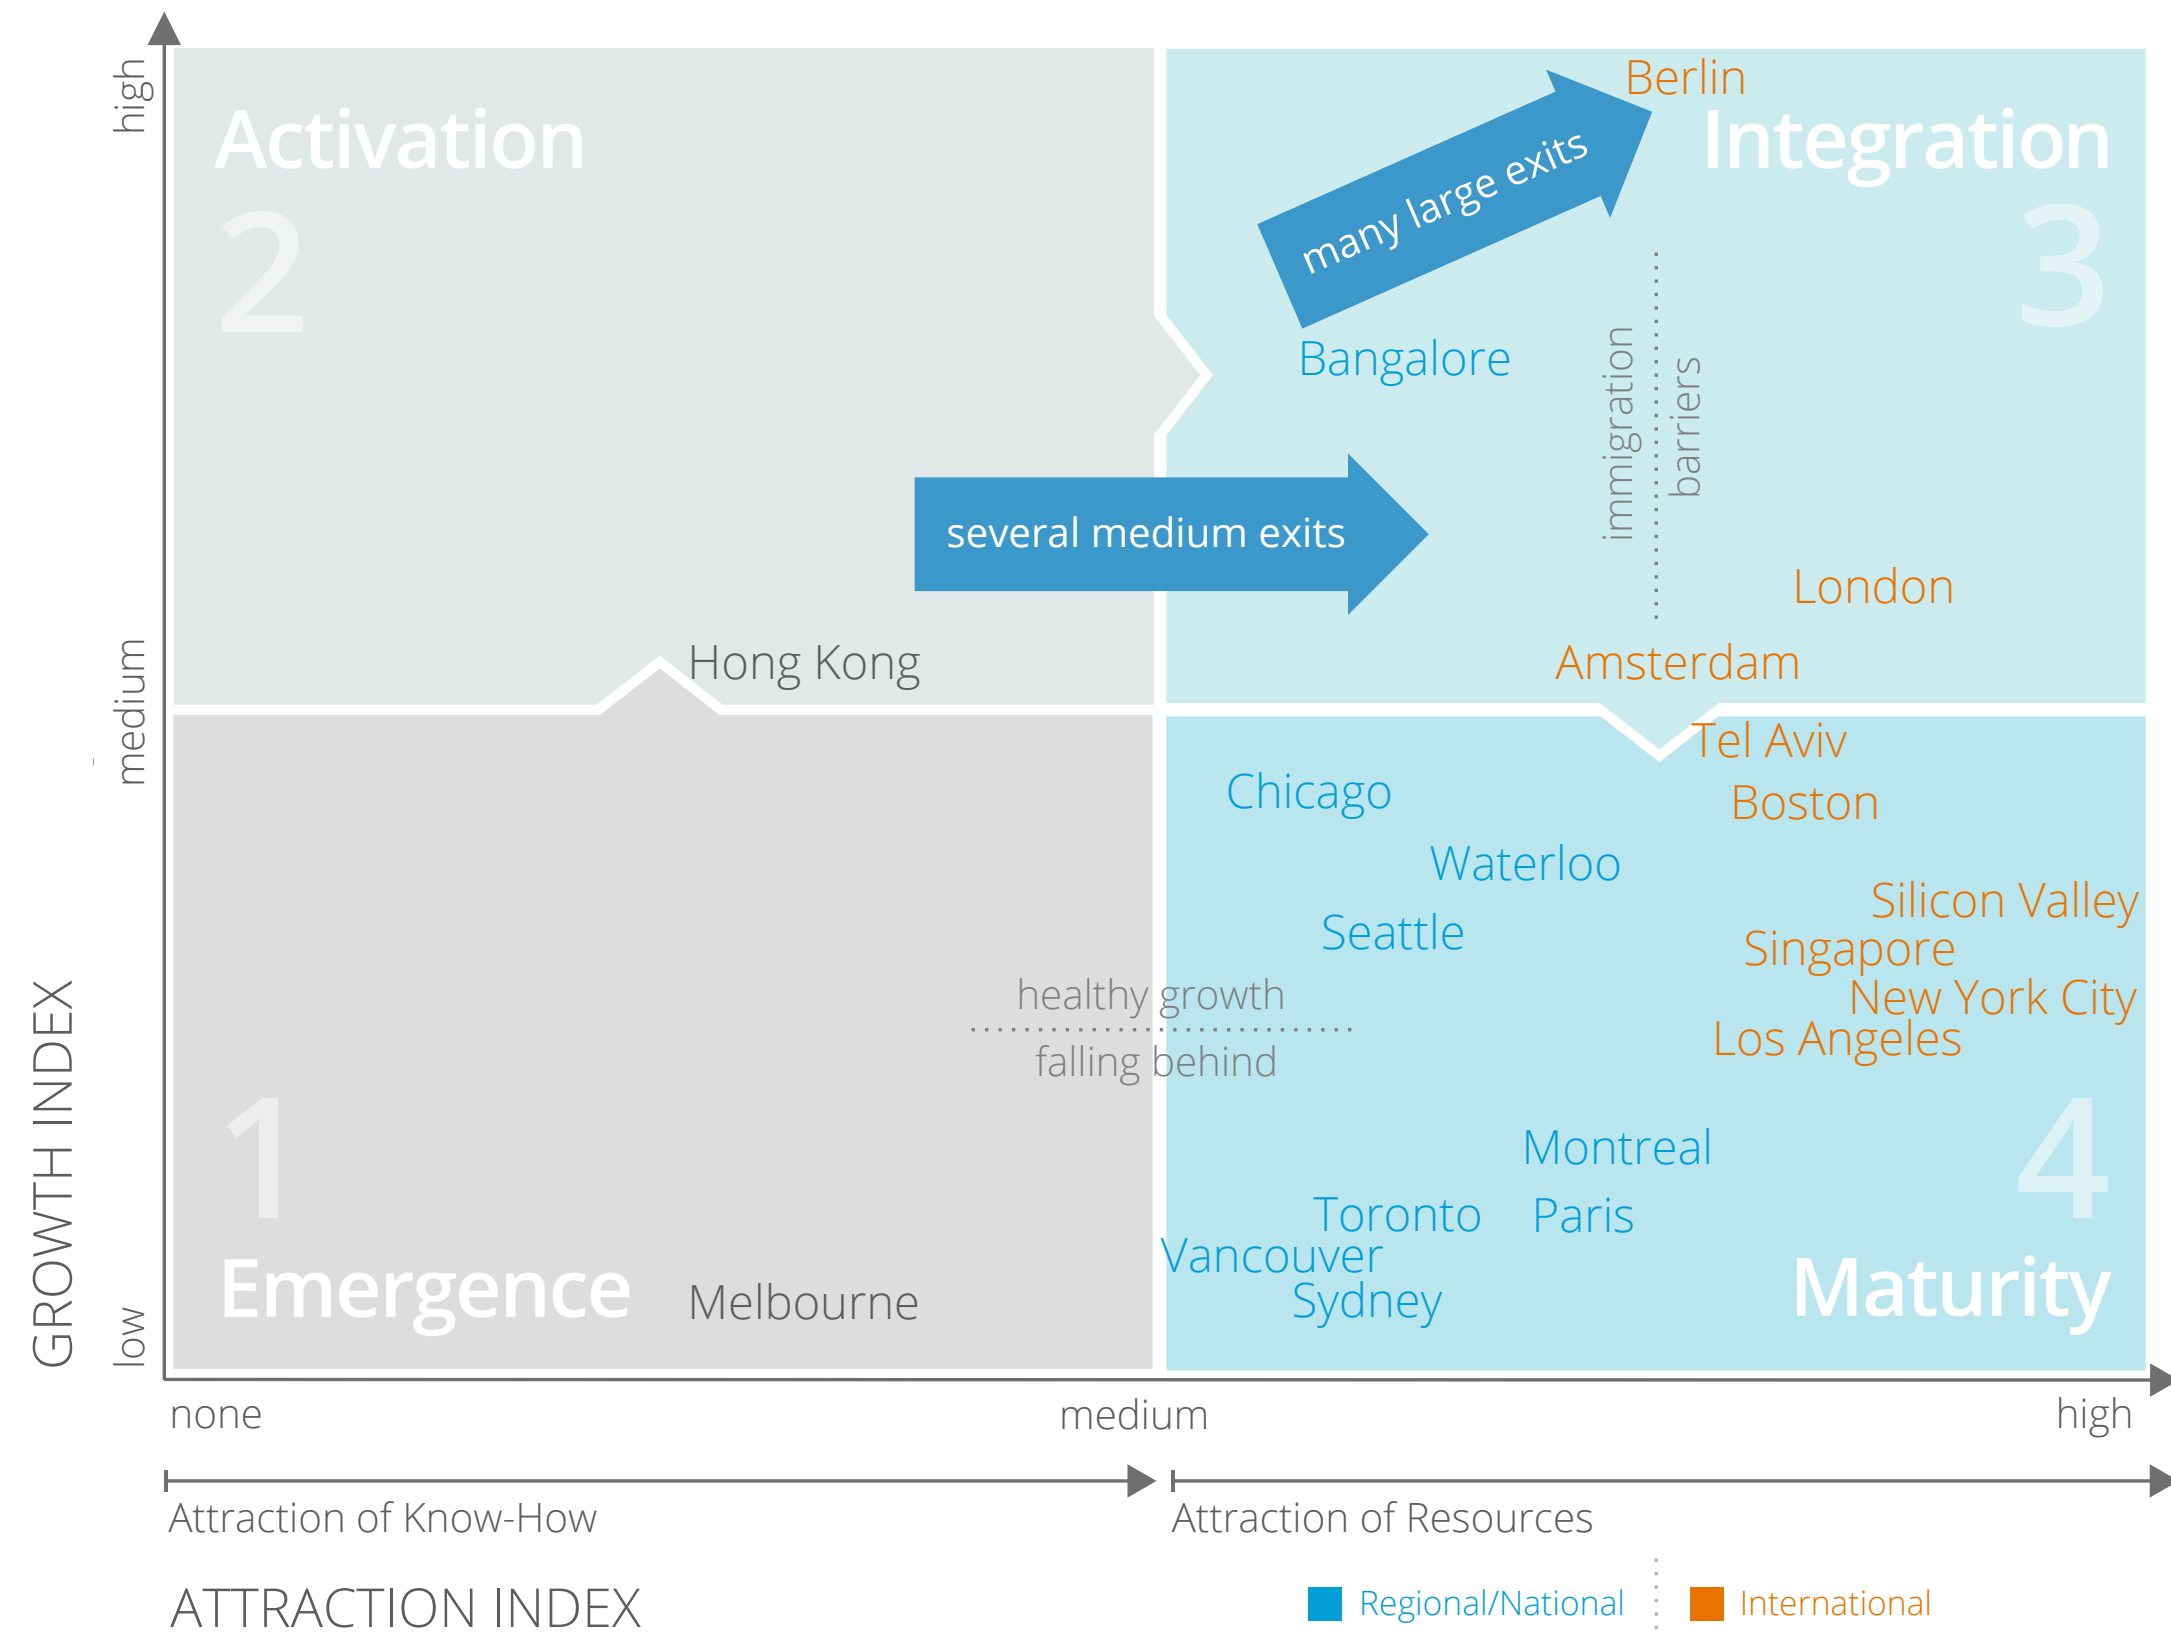 high
Activation
2
Berlin
Integration
3
many large exits
Bangalore
immigration
barriers
several medium exits
London
Hong Kong
Amsterdam
medium
Tel Aviv
Chicago
Boston
Waterloo
Silicon Valley
Seattle
Singapore
healthy growth
New York City
falling behind
Los Angeles
GROWTH INDEX
1
4
Montreal
Toronto
Paris
Vancouver
Emergence
Melbourne
Sydney
Maturity
low
none
medium
high
Attraction of Know-How
Attraction of Resources
ATTRACTION INDEX
Regional/National
International